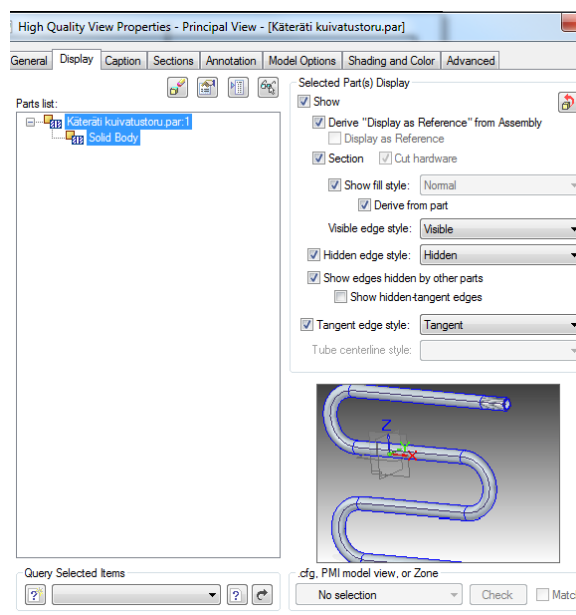 High Quality View Properties - Principal View - [Käteräti kuivatustoru.par]
General Display Caption Sections Annotation Model Options Shading and Color Advanced
Parts list:
Käteräti kuivatustoru.par:1
Solid Body
Selected Part(s) Display
Show
Derive "Display as Reference" from Assembly
Display as Reference
Section Cut hardware
Show fill style: Normal
Derive from part
Visible edge style: Visible
Hidden edge style: Hidden
Show edges hidden by other parts
Show hidden-tangent edges
Tangent edge style: Tangent
Tube centerline style:
Z
Y
X
Query Selected Items
.cfg, PMI model view, or Zone
No selection Check Matc